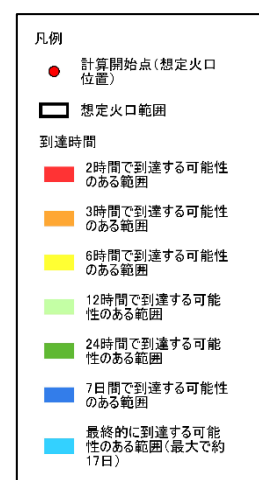 凡例
計算開始点(想定火口
位置)
想定火口範囲
到達時間
2時間で到達する可能性
のある範囲
3時間で到達する可能性
のある範囲
6時間で到達する可能性
のある範囲
12時間で到達する可能
性のある範囲
24時間で到達する可能
性のある範囲
7日間で到達する可能性
のある範囲
最終的に到達する可能
性のある範囲(最大で約
17日)